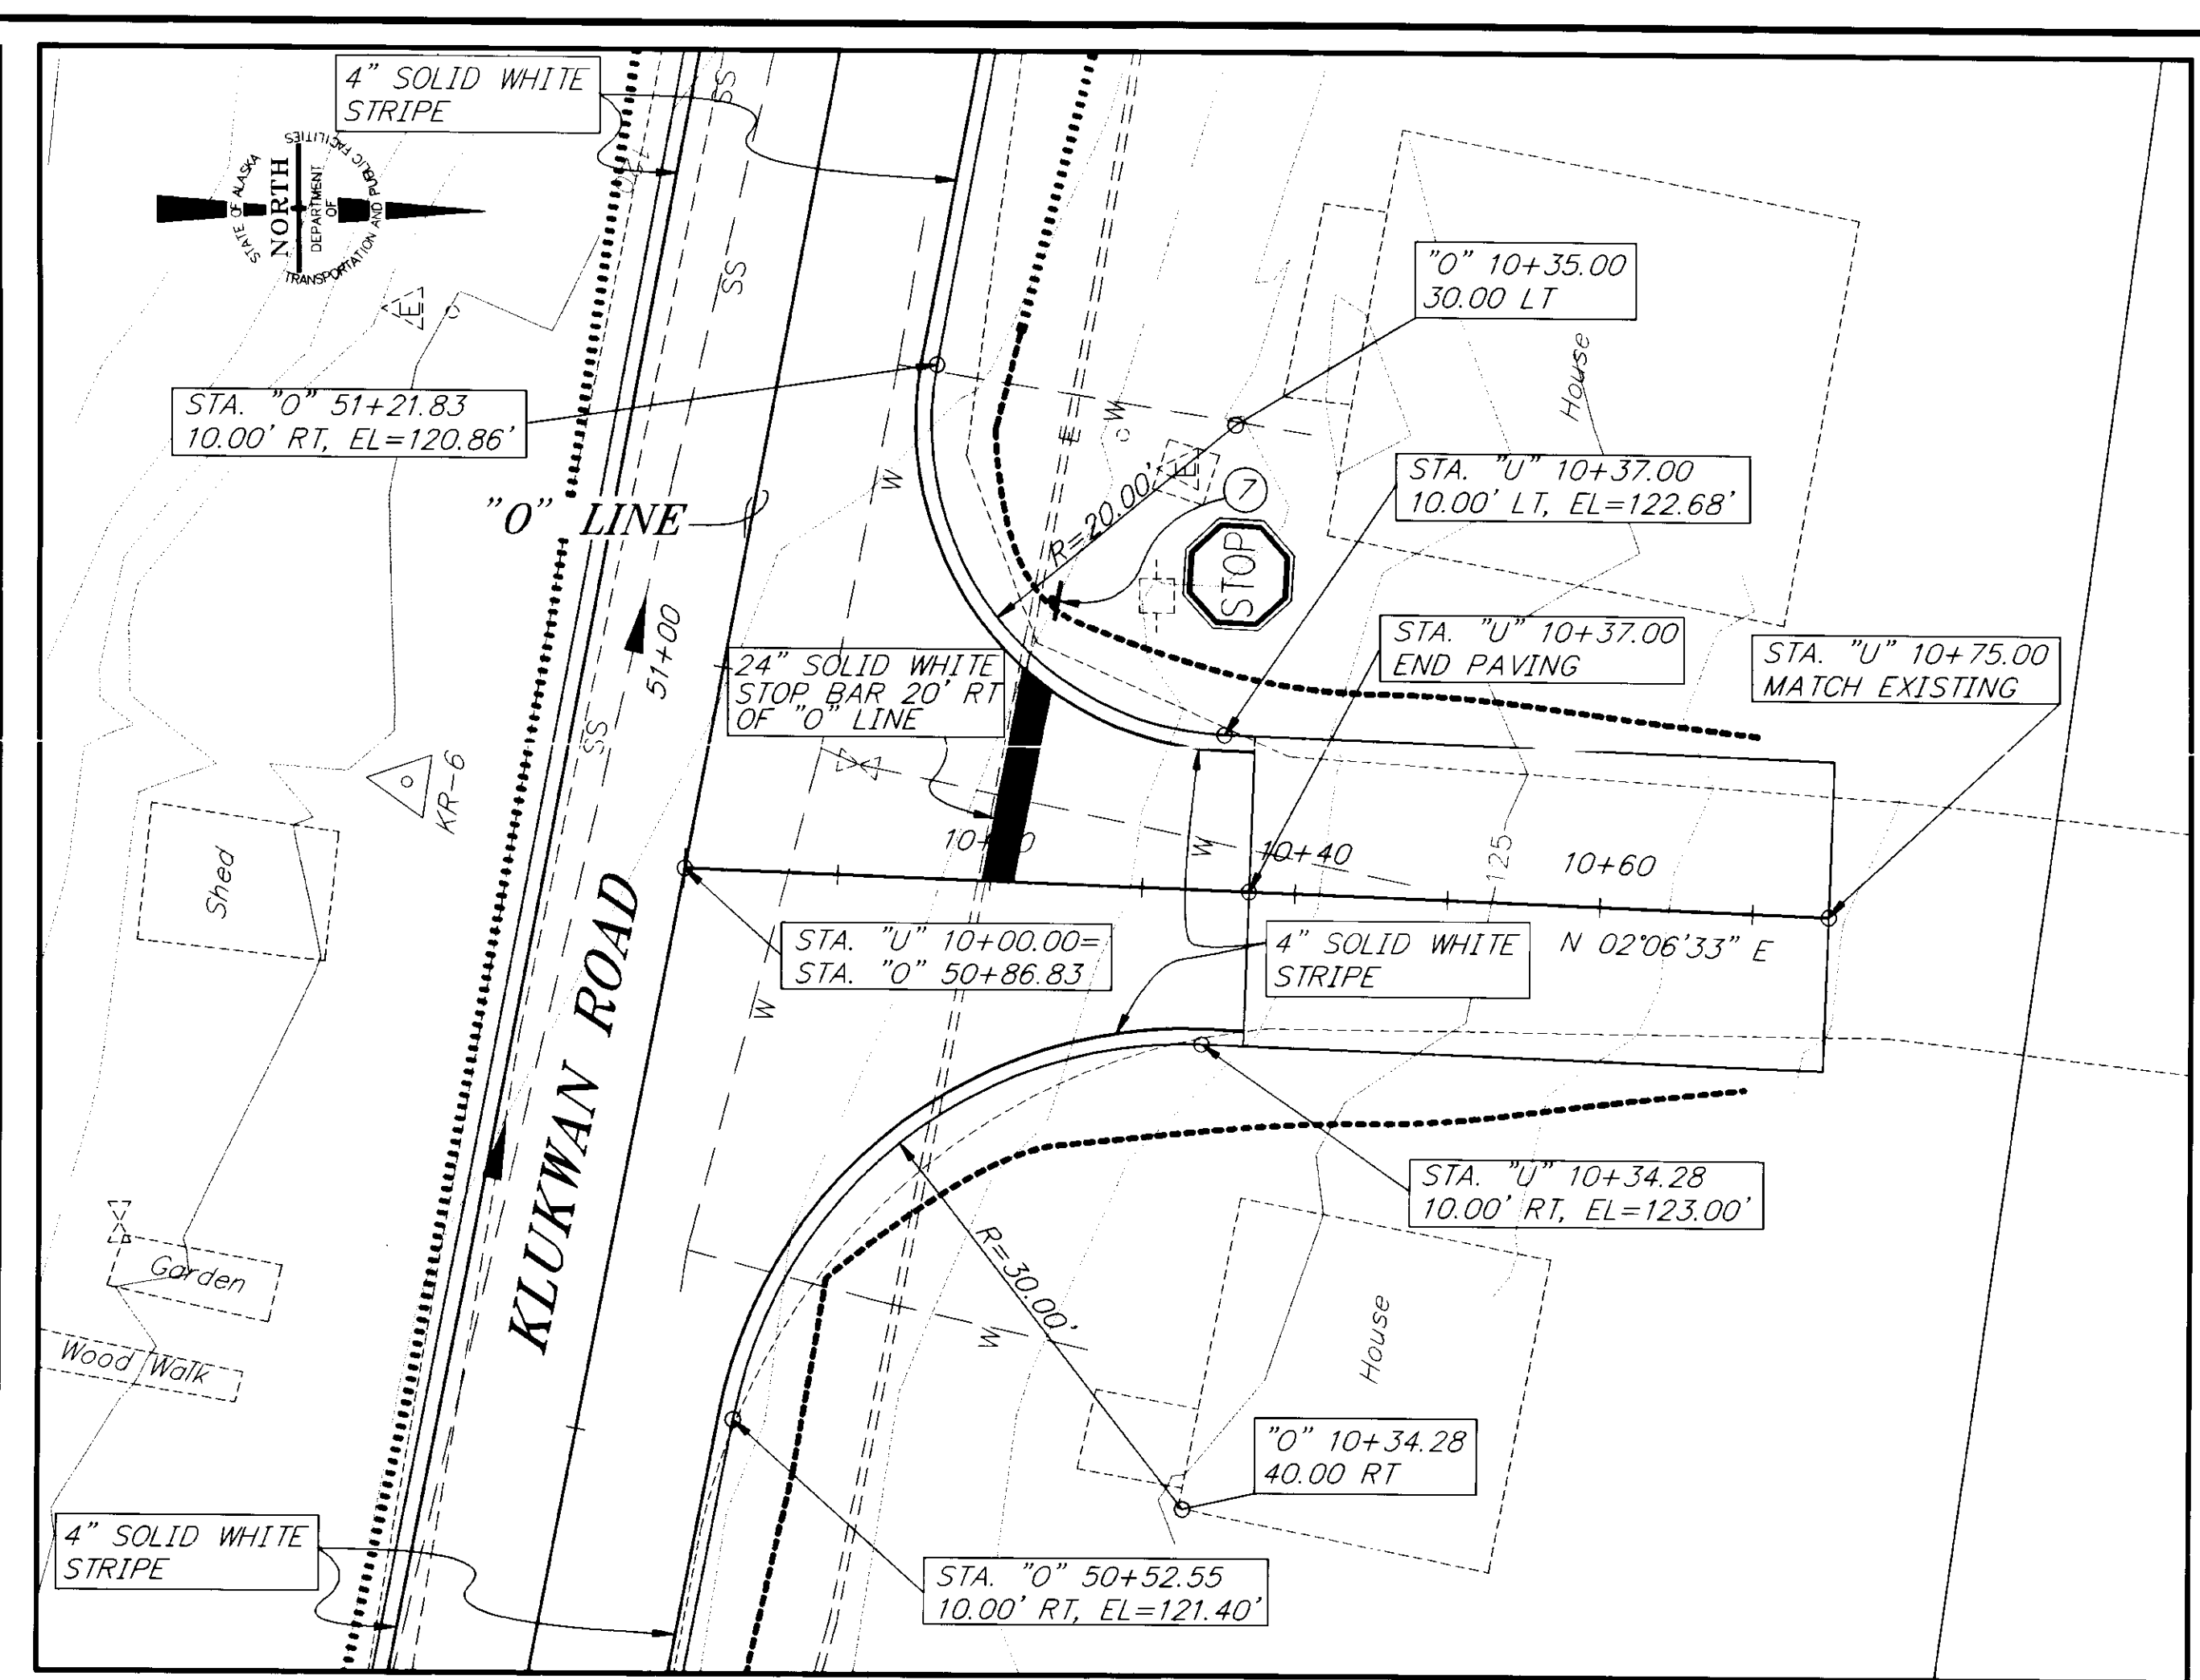 4" SOLID WHITE
STRIPE
STATE OF ALASKA
NORTH
DEPARTMENT
OF
TRANSPORTATION AND PUBLIC FACILITIES
SS
SS
E
"O" 10+35.00
30.00 LT
House
STA. "O" 51+21.83
10.00' RT, EL=120.86'
"O" LINE
W
W
E
E
R=20.00'
7
STOP
STA. "U" 10+37.00
10.00' LT, EL=122.68'
STA. "U" 10+37.00
END PAVING
STA. "U" 10+75.00
MATCH EXISTING
51+00
24" SOLID WHITE
STOP BAR 20' RT
OF "O" LINE
SS
KR-6
Shed
W
10+40
125
10+60
STA. "U" 10+00.00=
STA. "O" 50+86.83
4" SOLID WHITE
STRIPE
N 02°06'33" E
W
KLUKWAN ROAD
STA. "U" 10+34.28
10.00' RT, EL=123.00'
Garden
R=30.00'
W
Wood Walk
House
"O" 10+34.28
40.00 RT
4" SOLID WHITE
STRIPE
STA. "O" 50+52.55
10.00' RT, EL=121.40'